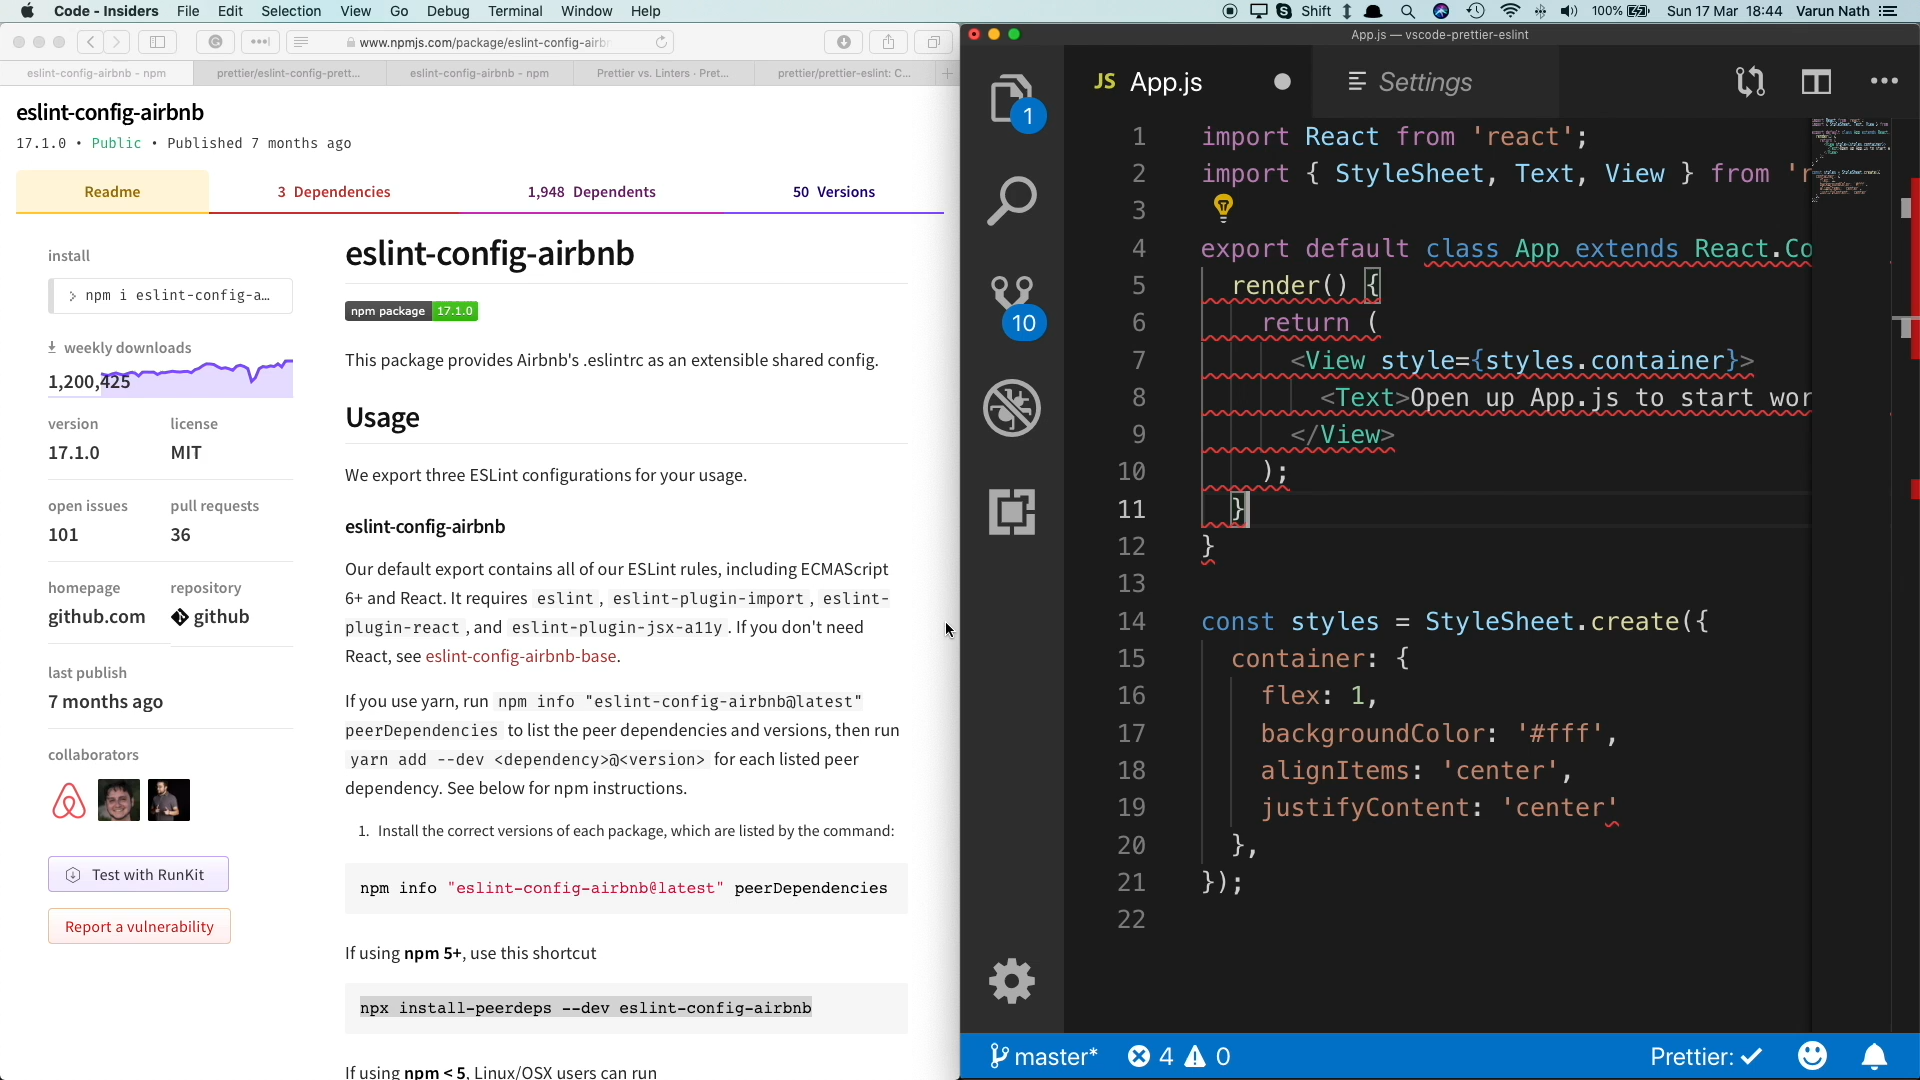 Code - Insiders File Edit Selection View Go Debug Terminal Window Help Shift 100% Sun 17 Mar 18:44 Varun Nath
www.npmjs.com/package/eslint-config-airbn
eslint-config-airbnb - npm prettier/eslint-config-prett... eslint-config-airbnb - npm Prettier vs. Linters · Pret... prettier/prettier-eslint: C...
eslint-config-airbnb
17.1.0 • Public • Published 7 months ago
Readme 3 Dependencies 1,948 Dependents 50 Versions
install
> npm i eslint-config-a...
weekly downloads
1,200,425
version license
17.1.0 MIT
open issues pull requests
101 36
homepage repository
github.com github
last publish
7 months ago
collaborators
Test with RunKit
Report a vulnerability
eslint-config-airbnb
npm package 17.1.0
This package provides Airbnb's .eslintrc as an extensible shared config.
Usage
We export three ESLint configurations for your usage.
eslint-config-airbnb
Our default export contains all of our ESLint rules, including ECMAScript
6+ and React. It requires eslint , eslint-plugin-import , eslint-
plugin-react , and eslint-plugin-jsx-a11y . If you don't need
React, see eslint-config-airbnb-base.
If you use yarn, run npm info "eslint-config-airbnb@latest"
peerDependencies to list the peer dependencies and versions, then run
yarn add --dev <dependency>@<version> for each listed peer
dependency. See below for npm instructions.
1. Install the correct versions of each package, which are listed by the command:
npm info "eslint-config-airbnb@latest" peerDependencies
If using npm 5+, use this shortcut
npx install-peerdeps --dev eslint-config-airbnb
If using npm < 5, Linux/OSX users can run
App.js — vscode-prettier-eslint
JS App.js Settings
1
10
1 import React from 'react';
2 import { StyleSheet, Text, View } from 'r
3
4 export default class App extends React.Co
5 render() {
6 return (
7 <View style={styles.container}>
8 <Text>Open up App.js to start wor
9 </View>
10 );
11 }
12 }
13
14 const styles = StyleSheet.create({
15 container: {
16 flex: 1,
17 backgroundColor: '#fff',
18 alignItems: 'center',
19 justifyContent: 'center'
20 },
21 });
22
master* 4 0 Prettier: ✓